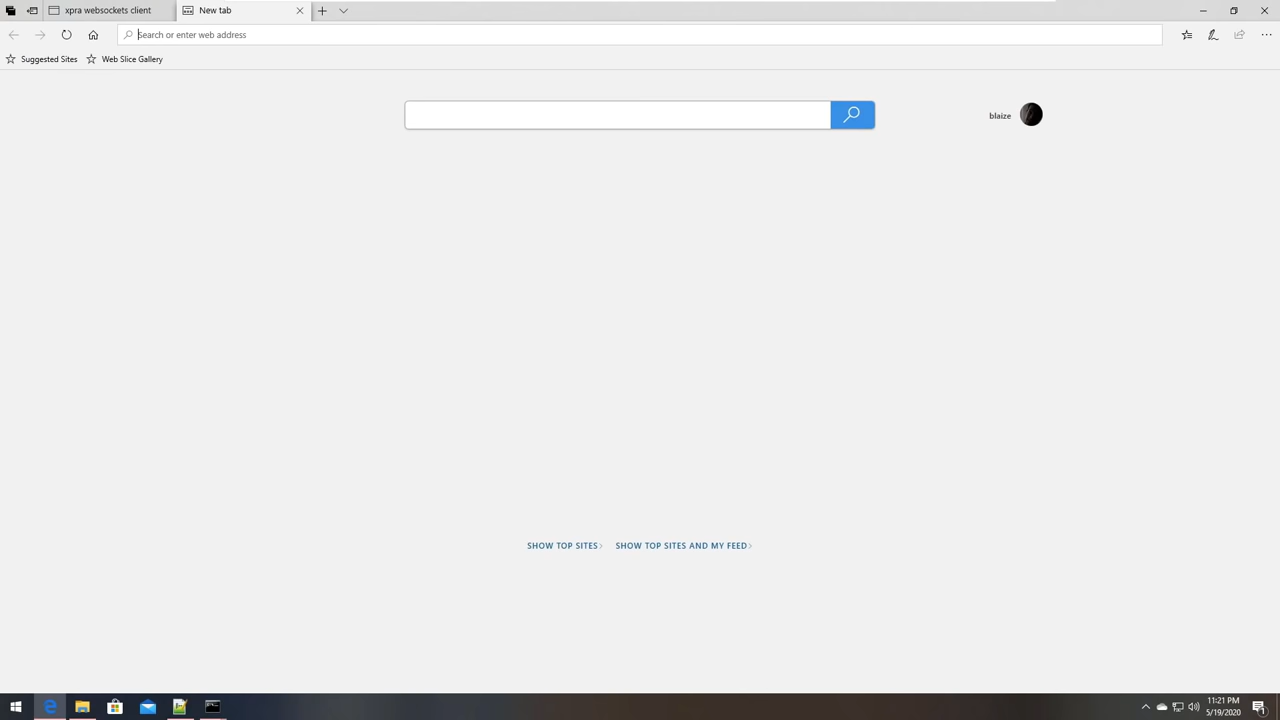 xpra websockets client
New tab
Search or enter web address
Suggested Sites
Web Slice Gallery
blaize
SHOW TOP SITES
SHOW TOP SITES AND MY FEED
11:21 PM
5/19/2020
1